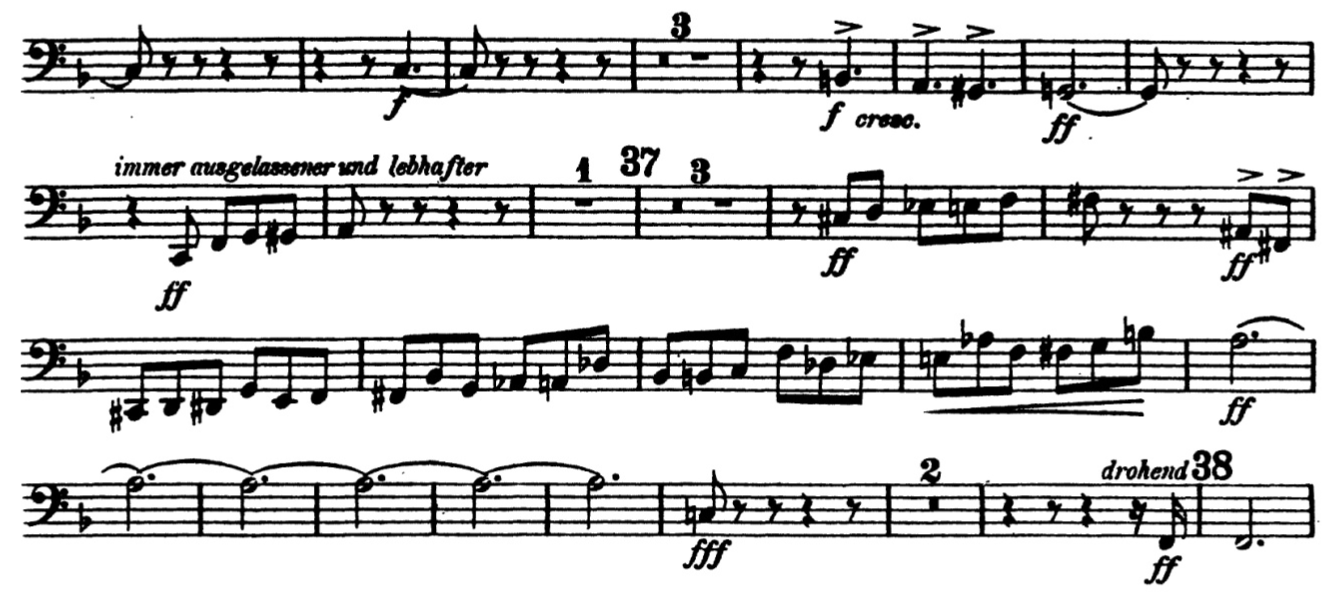 3
f f cresc. ff
immer ausgelassener und lebhafter 1 37 3
ff ff ff
ff
2 drohend 38
fff ff